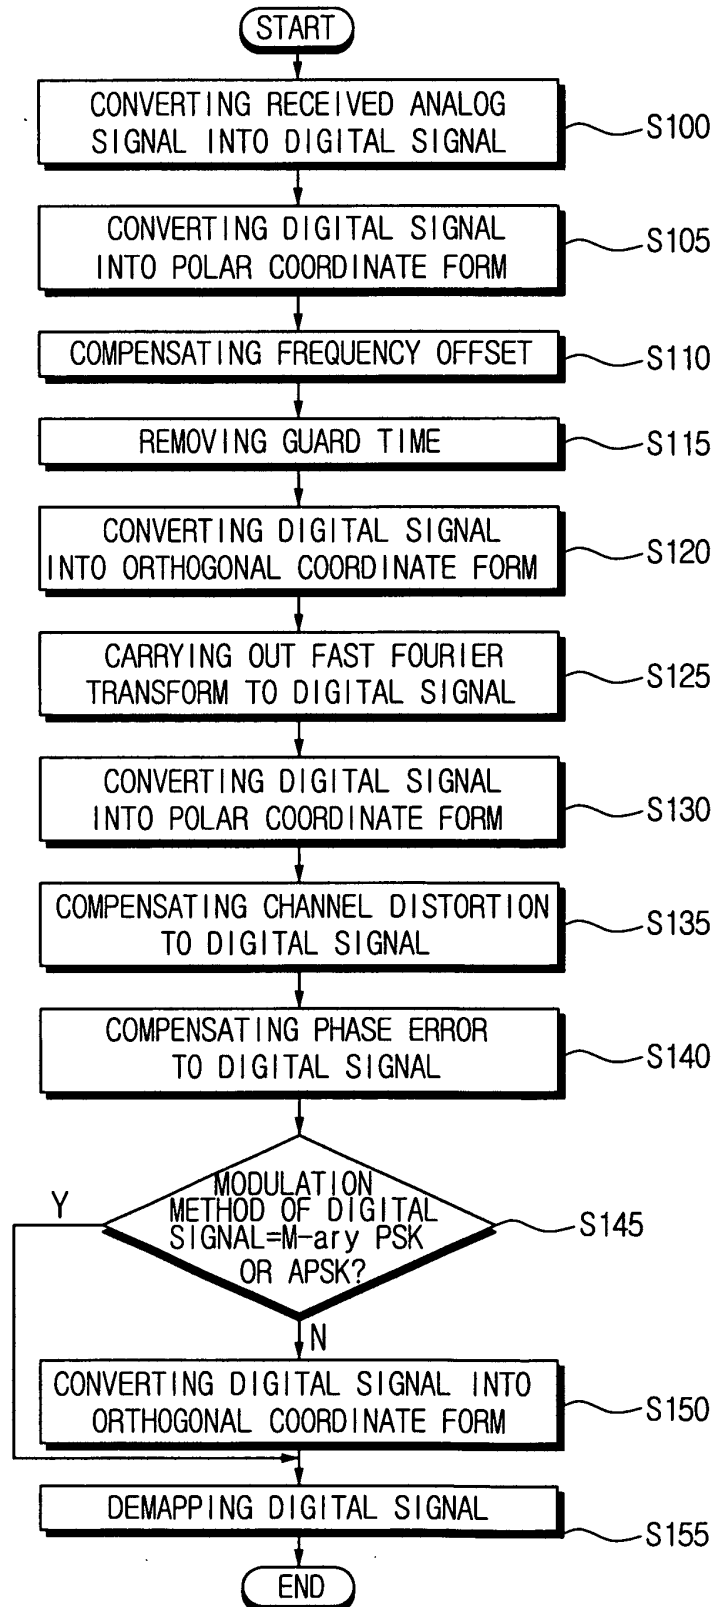 START
CONVERTING RECEIVED ANALOG
SIGNAL INTO DIGITAL SIGNAL
S100
CONVERTING DIGITAL SIGNAL
INTO POLAR COORDINATE FORM
S105
COMPENSATING FREQUENCY OFFSET
S110
REMOVING GUARD TIME
S115
CONVERTING DIGITAL SIGNAL
INTO ORTHOGONAL COORDINATE FORM
S120
CARRYING OUT FAST FOURIER
TRANSFORM TO DIGITAL SIGNAL
S125
CONVERTING DIGITAL SIGNAL
INTO POLAR COORDINATE FORM
S130
COMPENSATING CHANNEL DISTORTION
TO DIGITAL SIGNAL
S135
COMPENSATING PHASE ERROR
TO DIGITAL SIGNAL
S140
MODULATION
METHOD OF DIGITAL
SIGNAL=M-ary PSK
OR APSK?
S145
Y
N
CONVERTING DIGITAL SIGNAL INTO
ORTHOGONAL COORDINATE FORM
S150
DEMAPPING DIGITAL SIGNAL
S155
END